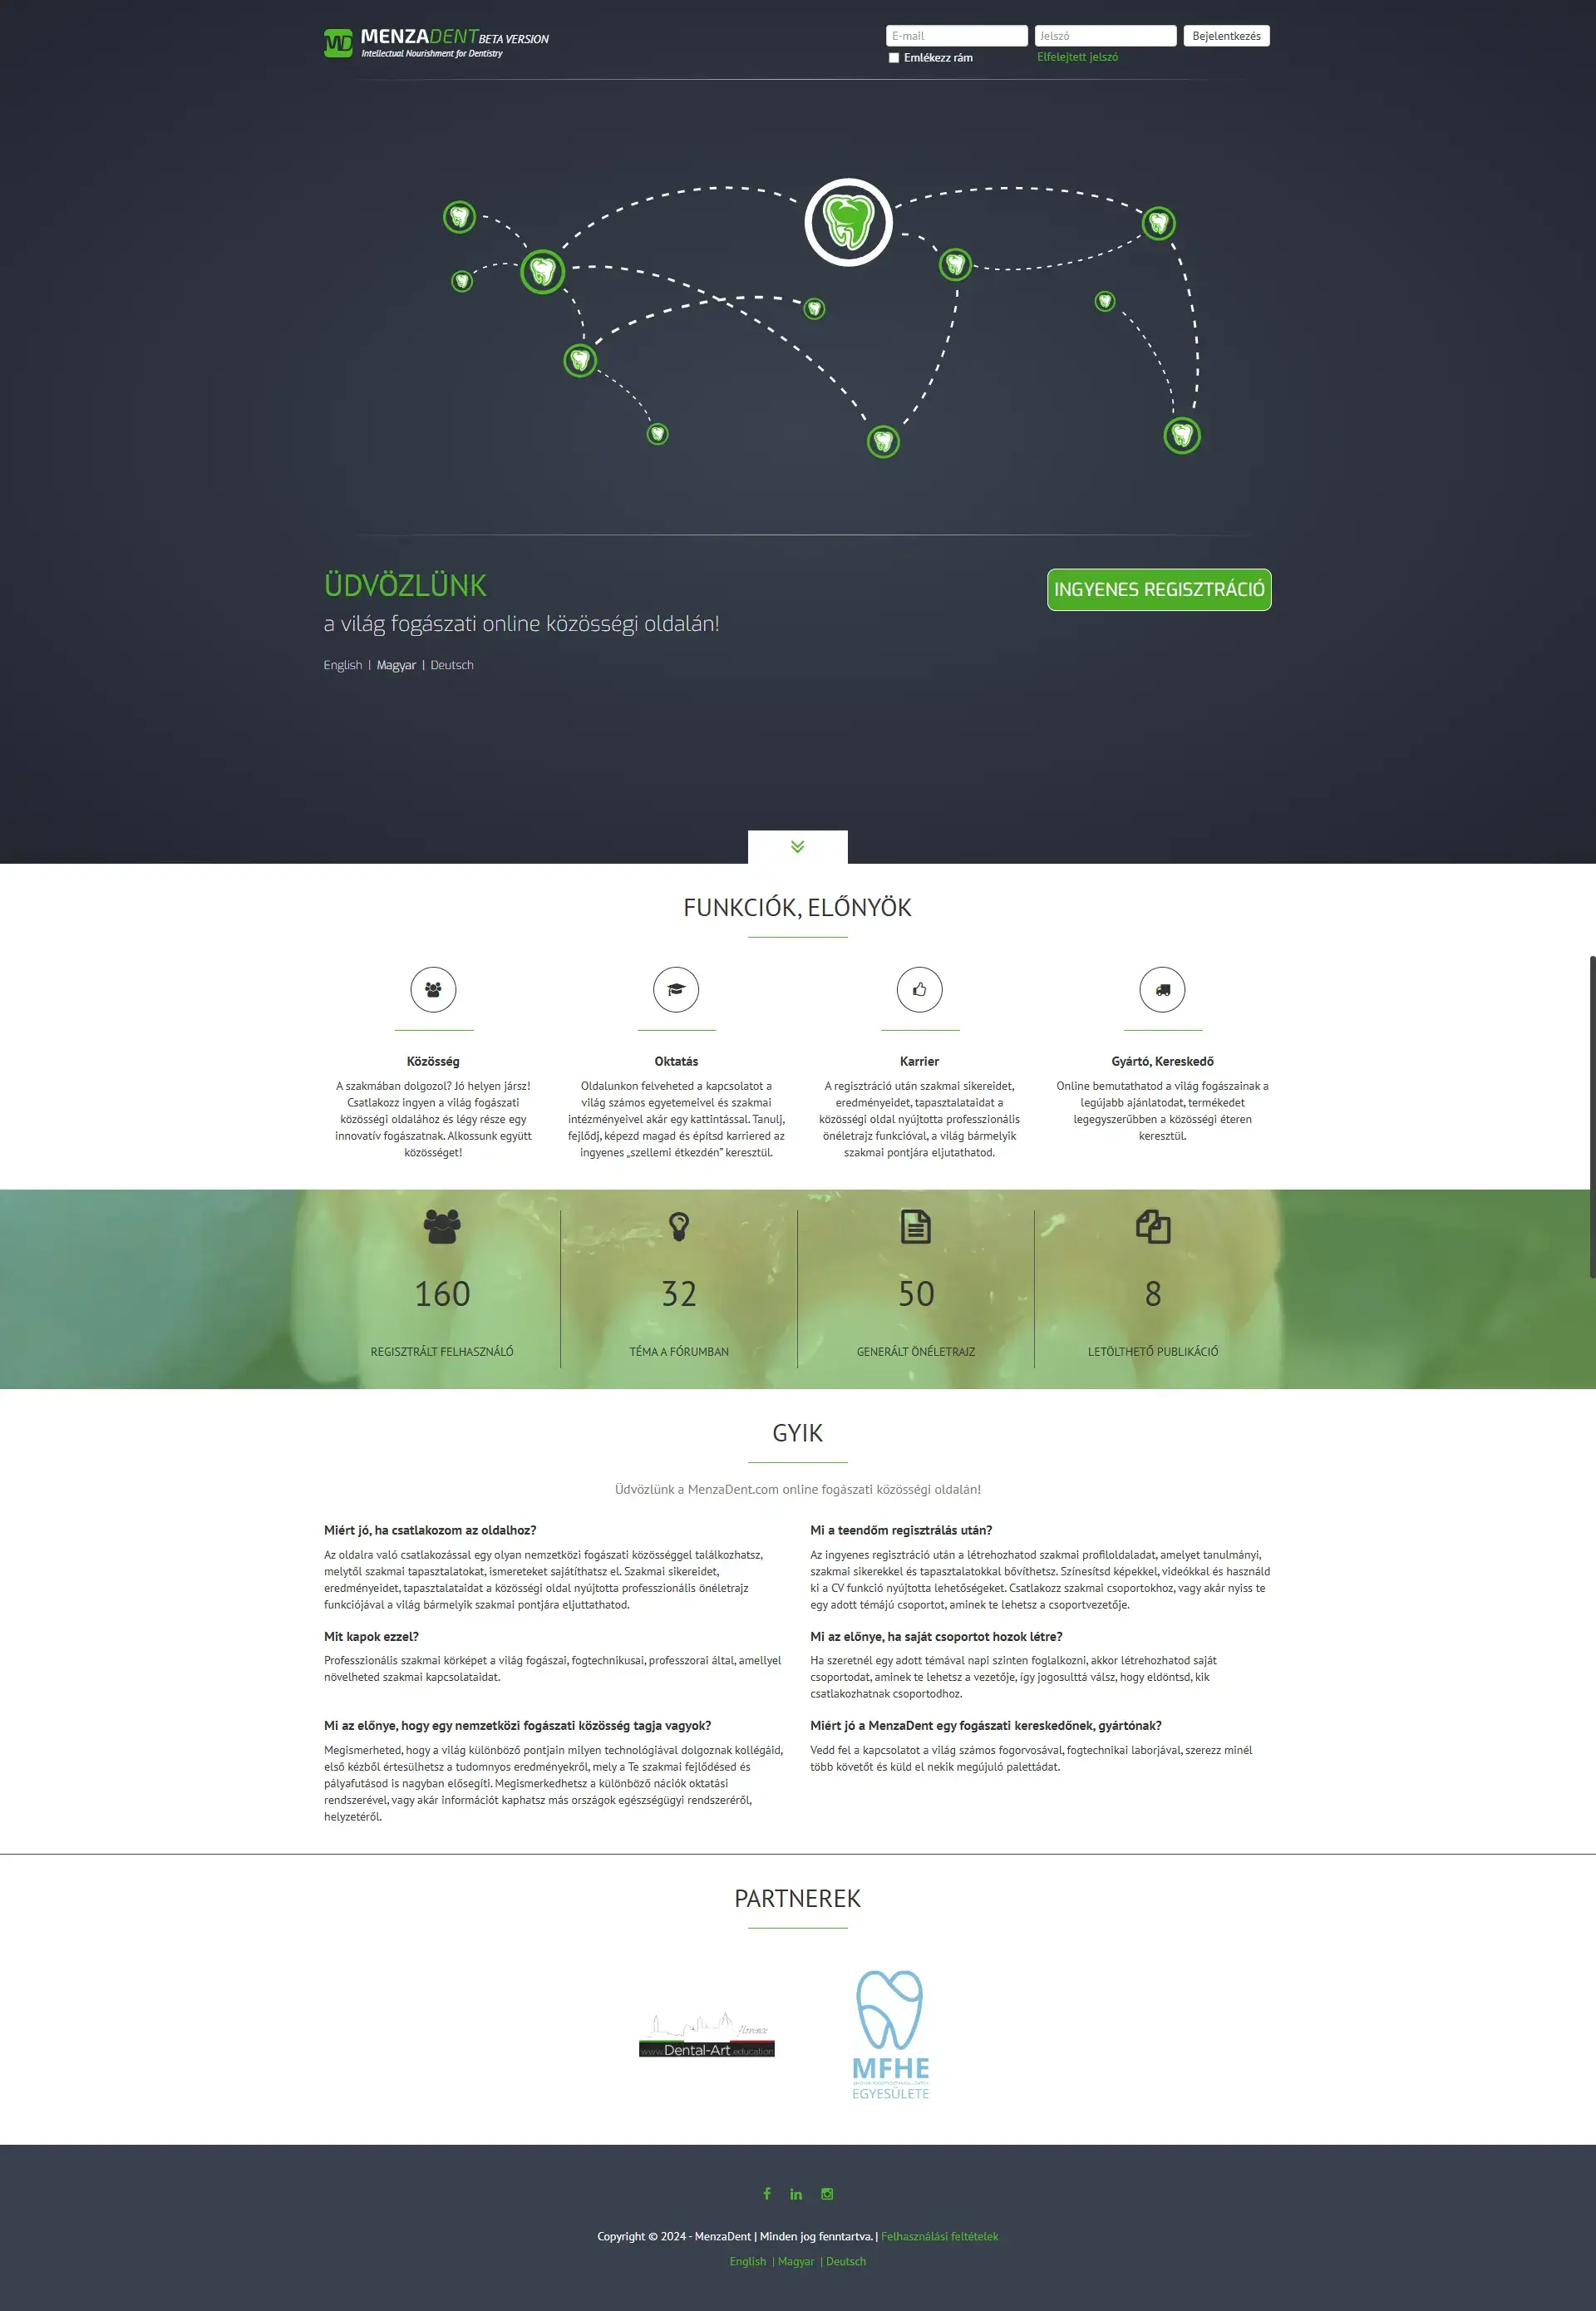 MENZADENT BETA VERSION
Intellectual Nourishment for Dentistry
E-mail
Jelszó
Bejelentkezés
Emlékezz rám
Elfelejtett jelszó
ÜDVÖZLÜNK
a világ fogászati online közösségi oldalán!
INGYENES REGISZTRÁCIÓ
English | Magyar | Deutsch
FUNKCIÓK, ELŐNYÖK
Közösség
A szakmában dolgozol? Jó helyen jársz!
Csatlakozz ingyen a világ fogászati
közösségi oldalához és légy része egy
innovatív fogászatnak. Alkossunk együtt
közösséget!
Oktatás
Oldalunkon felveheted a kapcsolatot a
világ számos egyetemeivel és szakmai
intézményeivel akár egy kattintással. Tanulj,
fejlődj, képezd magad és építsd karriered az
ingyenes „szellemi étkezdén” keresztül.
Karrier
A regisztráció után szakmai sikereidet,
eredményeidet, tapasztalataidat a
közösségi oldal nyújtotta professzionális
önéletrajz funkcióval, a világ bármelyik
szakmai pontjára eljutathatod.
Gyártó, Kereskedő
Online bemutathatod a világ fogászainak a
legújabb ajánlatodat, termékedet
legegyszerűbben a közösségi éteren
keresztül.
160
REGISZTRÁLT FELHASZNÁLÓ
32
TÉMA A FÓRUMBAN
50
GENERÁLT ÖNÉLETRAJZ
8
LETÖLTHETŐ PUBLIKÁCIÓ
GYIK
Üdvözlünk a MenzaDent.com online fogászati közösségi oldalán!
Miért jó, ha csatlakozom az oldalhoz?
Az oldalra való csatlakozással egy olyan nemzetközi fogászati közösséggel találkozhatsz,
melytől szakmai tapasztalatokat, ismereteket sajátíthatsz el. Szakmai sikereidet,
eredményeidet, tapasztalataidat a közösségi oldal nyújtotta professzionális önéletrajz
funkciójával a világ bármelyik szakmai pontjára eljuttathatod.
Mi a teendőm regisztrálás után?
Az ingyenes regisztráció után a létrehozhatod szakmai profiloldaladat, amelyet tanulmányi,
szakmai sikerekkel és tapasztalatokkal bővíthetsz. Színesítsd képekkel, videókkal és használd
ki a CV funkció nyújtotta lehetőségeket. Csatlakozz szakmai csoportokhoz, vagy akár nyiss te
egy adott témájú csoportot, aminek te lehetsz a csoportvezetője.
Mit kapok ezzel?
Professzionális szakmai körképet a világ fogászai, fogtechnikusai, professzorai által, amellyel
növelheted szakmai kapcsolataidat.
Mi az előnye, ha saját csoportot hozok létre?
Ha szeretnél egy adott témával napi szinten foglalkozni, akkor létrehozhatod saját
csoportodat, aminek te lehetsz a vezetője, így jogosulttá válsz, hogy eldöntsd, kik
csatlakozhatnak csoportodhoz.
Mi az előnye, hogy egy nemzetközi fogászati közösség tagja vagyok?
Megismerheted, hogy a világ különböző pontjain milyen technológiával dolgoznak kollégáid,
első kézből értesülhetsz a tudomnyos eredményekről, mely a Te szakmai fejlődésed és
pályafutásod is nagyban elősegíti. Megismerkedhetsz a különböző nációk oktatási
rendszerével, vagy akár információt kaphatsz más országok egészségügyi rendszeréről,
helyzetéről.
Miért jó a MenzaDent egy fogászati kereskedőnek, gyártónak?
Vedd fel a kapcsolatot a világ számos fogorvosával, fogtechnikai laborjával, szerezz minél
több követőt és küld el nekik megújuló palettádat.
PARTNEREK
Florence
www.Dental-Art.education
MFHE
EGYESÜLETE
Copyright © 2024 - MenzaDent | Minden jog fenntartva. | Felhasználási feltételek
English | Magyar | Deutsch